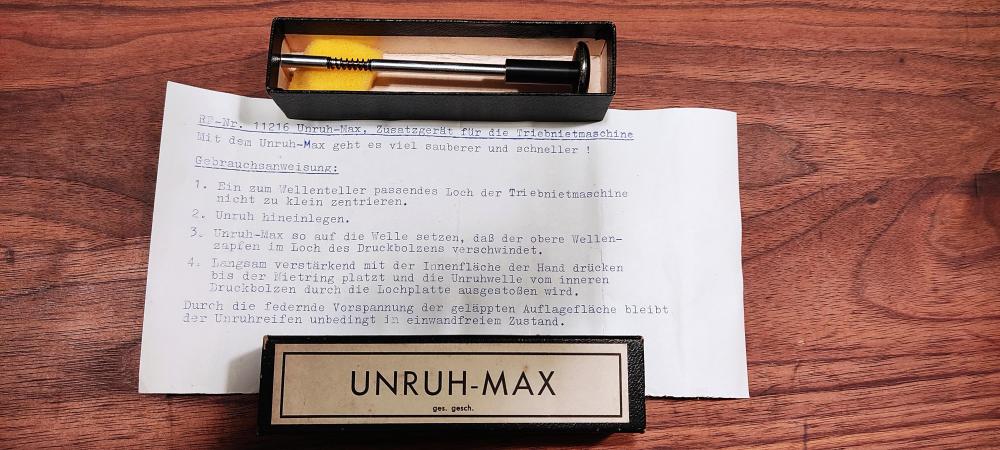 RF-Nr. 11216 Unruh-Max, Zusatzgerät für die Triebnietmaschine
Mit dem Unruh-Max geht es viel sauberer und schneller !
Gebrauchsanweisung:
1. Ein zum Wellenteller passendes Loch der Triebnietmaschine
nicht zu klein zentrieren.
2. Unruh hineinlegen.
3. Unruh-Max so auf die Welle setzen, daß der obere Wellen-
zapfen im Loch des Druckbolzens verschwindet.
4. Langsam verstärkend mit der Innenfläche der Hand drücken
bis der Nietring platzt und die Unruhwelle vom inneren
Druckbolzen durch die Lochplatte ausgestoßen wird.
Durch die federnde Vorspannung der geläppten Auflagefläche bleibt
der Unruhreifen unbedingt in einwandfreiem Zustand.
UNRUH-MAX
ges. gesch.